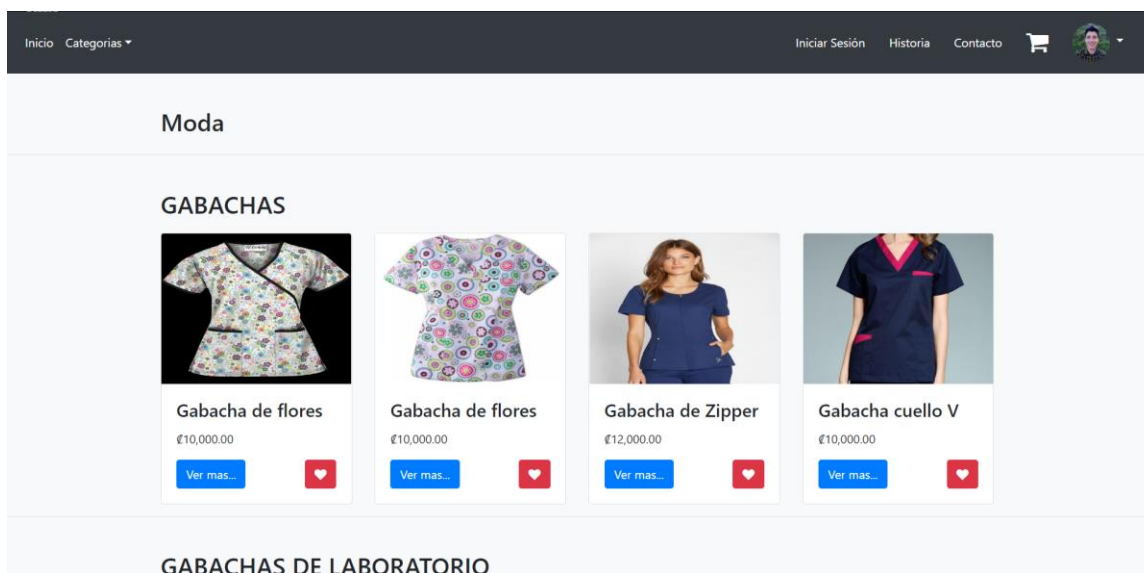 Inicio Categorias Iniciar Sesión Historia Contacto
Moda
GABACHAS
Gabacha de flores Gabacha de flores Gabacha de Zipper Gabacha cuello V
₡10,000.00 ₡10,000.00 ₡12,000.00 ₡10,000.00
Ver mas... Ver mas... Ver mas... Ver mas...
GABACHAS DE LABORATORIO